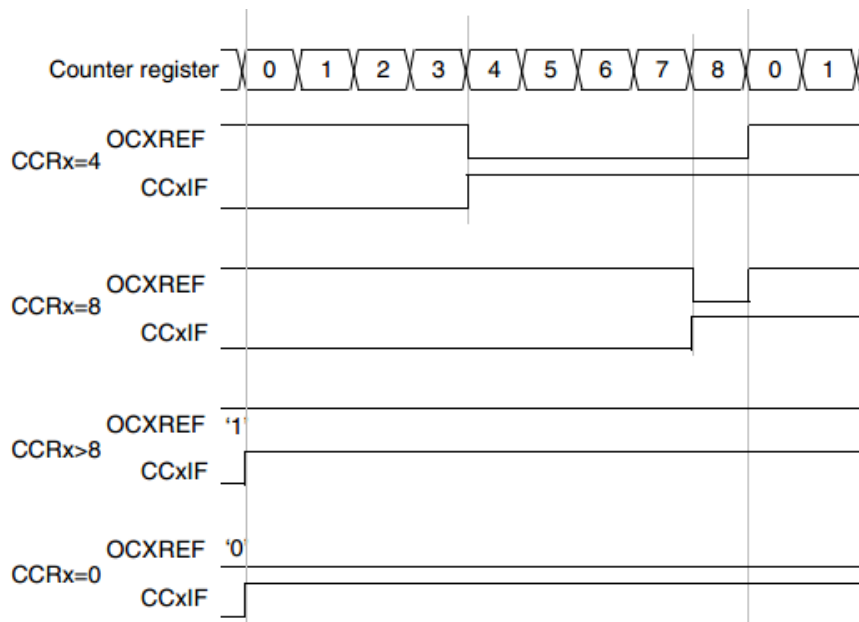 Counter register 0 1 2 3 4 5 6 7 8 0 1
OCXREF
CCRx=4
CCxIF
OCXREF
CCRx=8
CCxIF
OCXREF '1'
CCRx>8
CCxIF
OCXREF '0'
CCRx=0
CCxIF